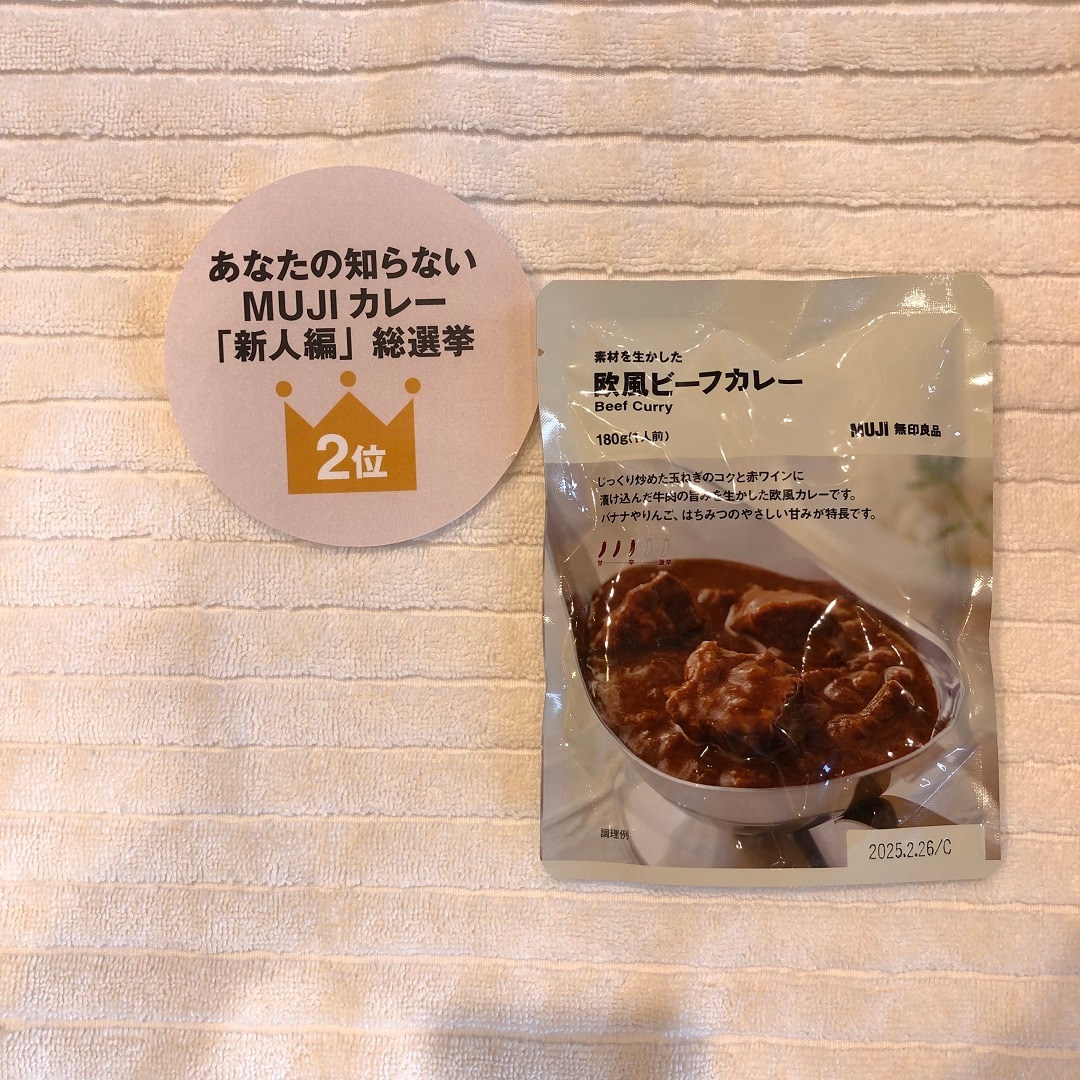 あなたの知らない
MUJI カレー
「新人編」総選挙
2位
素材を生かした
欧風ビーフカレー
Beef Curry
180g(1人前)
MUJI 無印良品
じっくり炒めた玉ねぎのコクと赤ワインに
漬け込んだ牛肉の旨みを生かした欧風カレーです。
バナナやりんご、はちみつのやさしい甘みが特長です。
甘 辛 激辛
調理例
2025.2.26/C